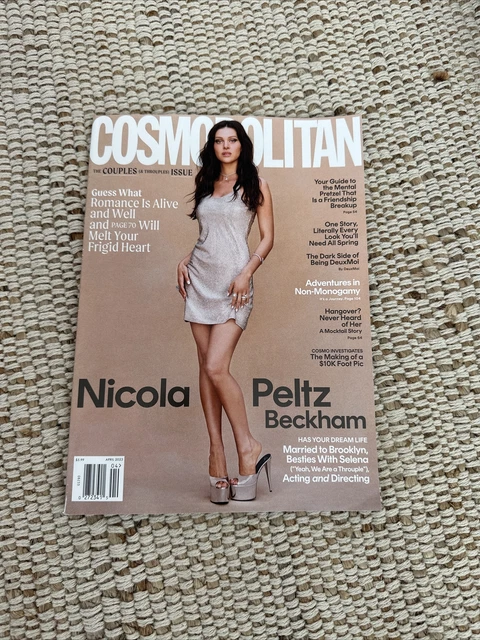 COSMOPOLITAN
THE COUPLES (& THROUPLES) ISSUE
Guess What
Romance Is Alive
and Well
and PAGE 70 Will
Melt Your
Frigid Heart
Your Guide to
the Mental
Pretzel That
Is a Friendship
Breakup
One Story,
Literally Every
Look You'll
Need All Spring
The Dark Side of
Being DeuxMoi
By DeuxMoi
Adventures in
Non-Monogamy
Hangover?
Never Heard
of Her
A Mocktail Story
COSMO INVESTIGATES
The Making of a
$10K Foot Pic
Nicola Peltz
Beckham
HAS YOUR DREAM LIFE
Married to Brooklyn,
Besties With Selena
("Yeah, We Are a Throuple"),
Acting and Directing
APRIL 2023
04>